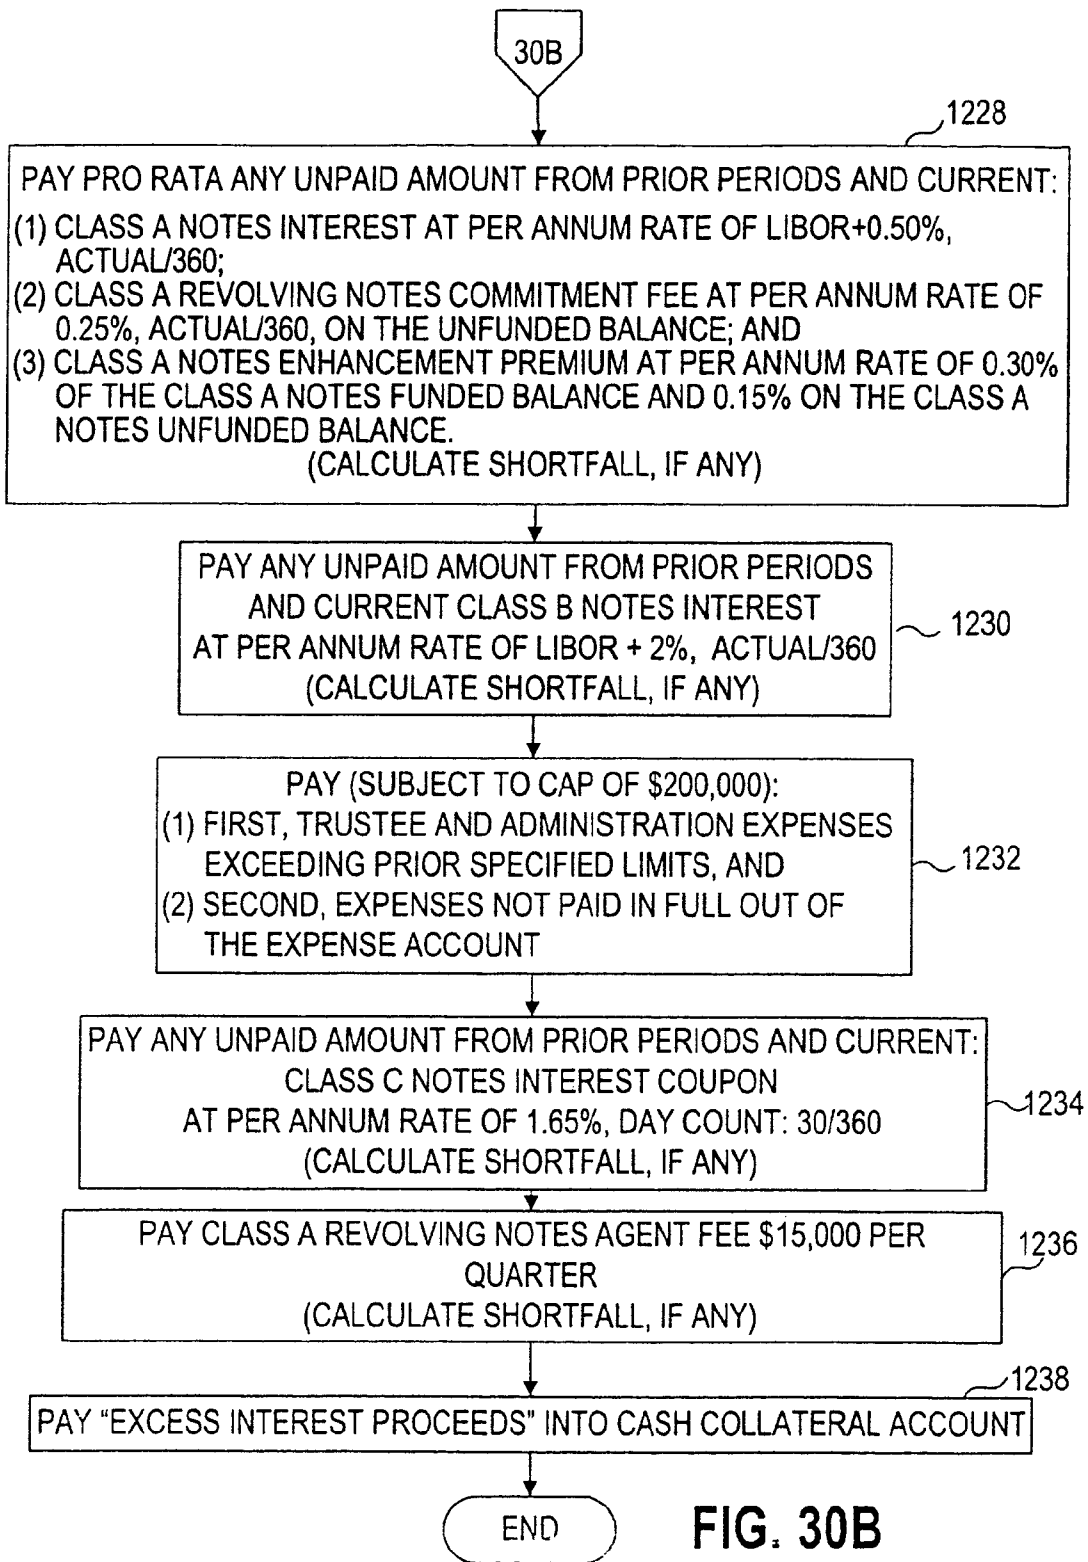 30B
1228
PAY PRO RATA ANY UNPAID AMOUNT FROM PRIOR PERIODS AND CURRENT:
(1) CLASS A NOTES INTEREST AT PER ANNUM RATE OF LIBOR+0.50%,
ACTUAL/360;
(2) CLASS A REVOLVING NOTES COMMITMENT FEE AT PER ANNUM RATE OF
0.25%, ACTUAL/360, ON THE UNFUNDED BALANCE; AND
(3) CLASS A NOTES ENHANCEMENT PREMIUM AT PER ANNUM RATE OF 0.30%
OF THE CLASS A NOTES FUNDED BALANCE AND 0.15% ON THE CLASS A
NOTES UNFUNDED BALANCE.
(CALCULATE SHORTFALL, IF ANY)
PAY ANY UNPAID AMOUNT FROM PRIOR PERIODS
AND CURRENT CLASS B NOTES INTEREST
AT PER ANNUM RATE OF LIBOR + 2%, ACTUAL/360
(CALCULATE SHORTFALL, IF ANY)
1230
PAY (SUBJECT TO CAP OF $200,000):
(1) FIRST, TRUSTEE AND ADMINISTRATION EXPENSES
EXCEEDING PRIOR SPECIFIED LIMITS, AND
(2) SECOND, EXPENSES NOT PAID IN FULL OUT OF
THE EXPENSE ACCOUNT
1232
PAY ANY UNPAID AMOUNT FROM PRIOR PERIODS AND CURRENT:
CLASS C NOTES INTEREST COUPON
AT PER ANNUM RATE OF 1.65%, DAY COUNT: 30/360
(CALCULATE SHORTFALL, IF ANY)
1234
PAY CLASS A REVOLVING NOTES AGENT FEE $15,000 PER
QUARTER
(CALCULATE SHORTFALL, IF ANY)
1236
1238
PAY “EXCESS INTEREST PROCEEDS” INTO CASH COLLATERAL ACCOUNT
END
FIG. 30B